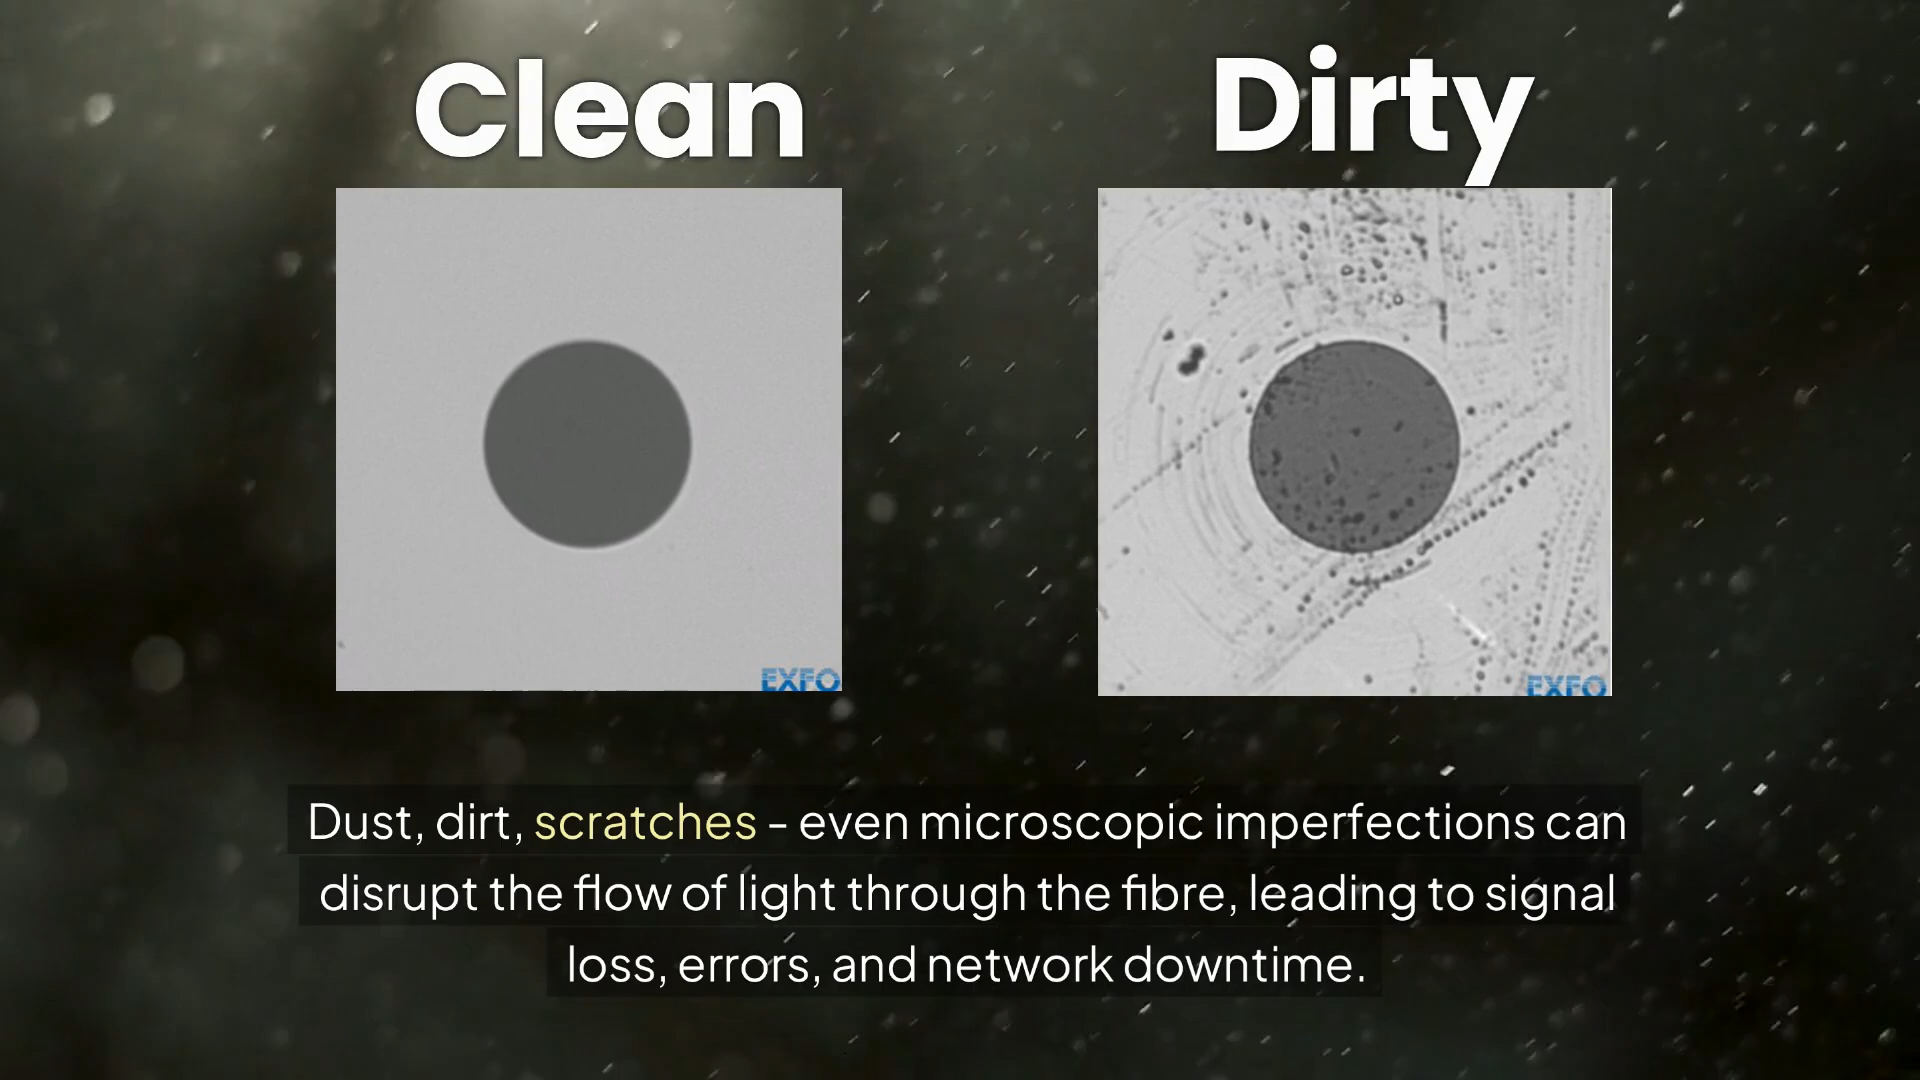 Clean
Dirty
EXFO
EXFO
Dust, dirt, scratches - even microscopic imperfections can
disrupt the flow of light through the fibre, leading to signal
loss, errors, and network downtime.